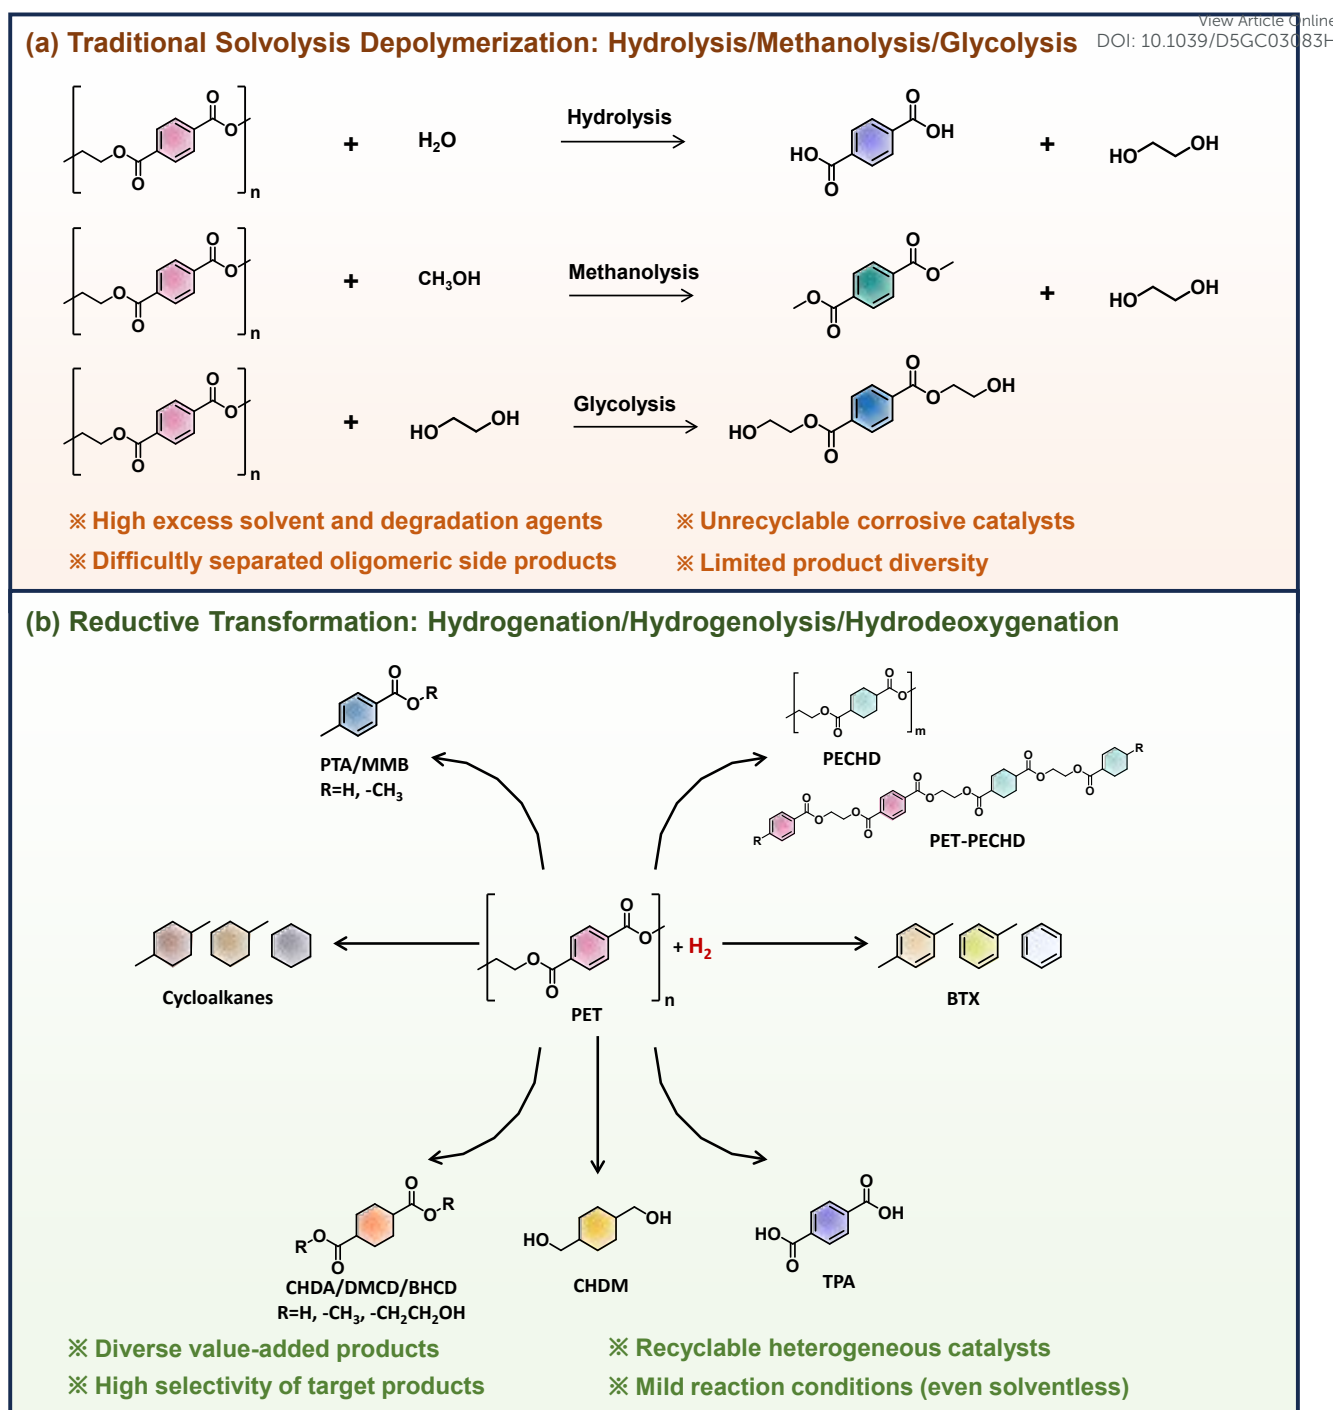 View Article Online
DOI: 10.1039/D5GC03083H
(a) Traditional Solvolysis Depolymerization: Hydrolysis/Methanolysis/Glycolysis
O O O O n + H₂O Hydrolysis O OH HO O + HO OH
O O O O n + CH₃OH Methanolysis O O O O + HO OH
O O O O n + HO OH Glycolysis O O OH HO O O
※ High excess solvent and degradation agents
※ Unrecyclable corrosive catalysts
※ Difficultly separated oligomeric side products
※ Limited product diversity
(b) Reductive Transformation: Hydrogenation/Hydrogenolysis/Hydrodeoxygenation
O O R
PTA/MMB
R=H, -CH₃
O O O O m
PECHD
R O O O O O O O O O O O O R
PET-PECHD
Cycloalkanes
O O O O n + H₂
PET
BTX
O O R R O O
CHDA/DMCD/BHCD
R=H, -CH₃, -CH₂CH₂OH
OH HO
CHDM
O OH HO O
TPA
※ Diverse value-added products
※ Recyclable heterogeneous catalysts
※ High selectivity of target products
※ Mild reaction conditions (even solventless)